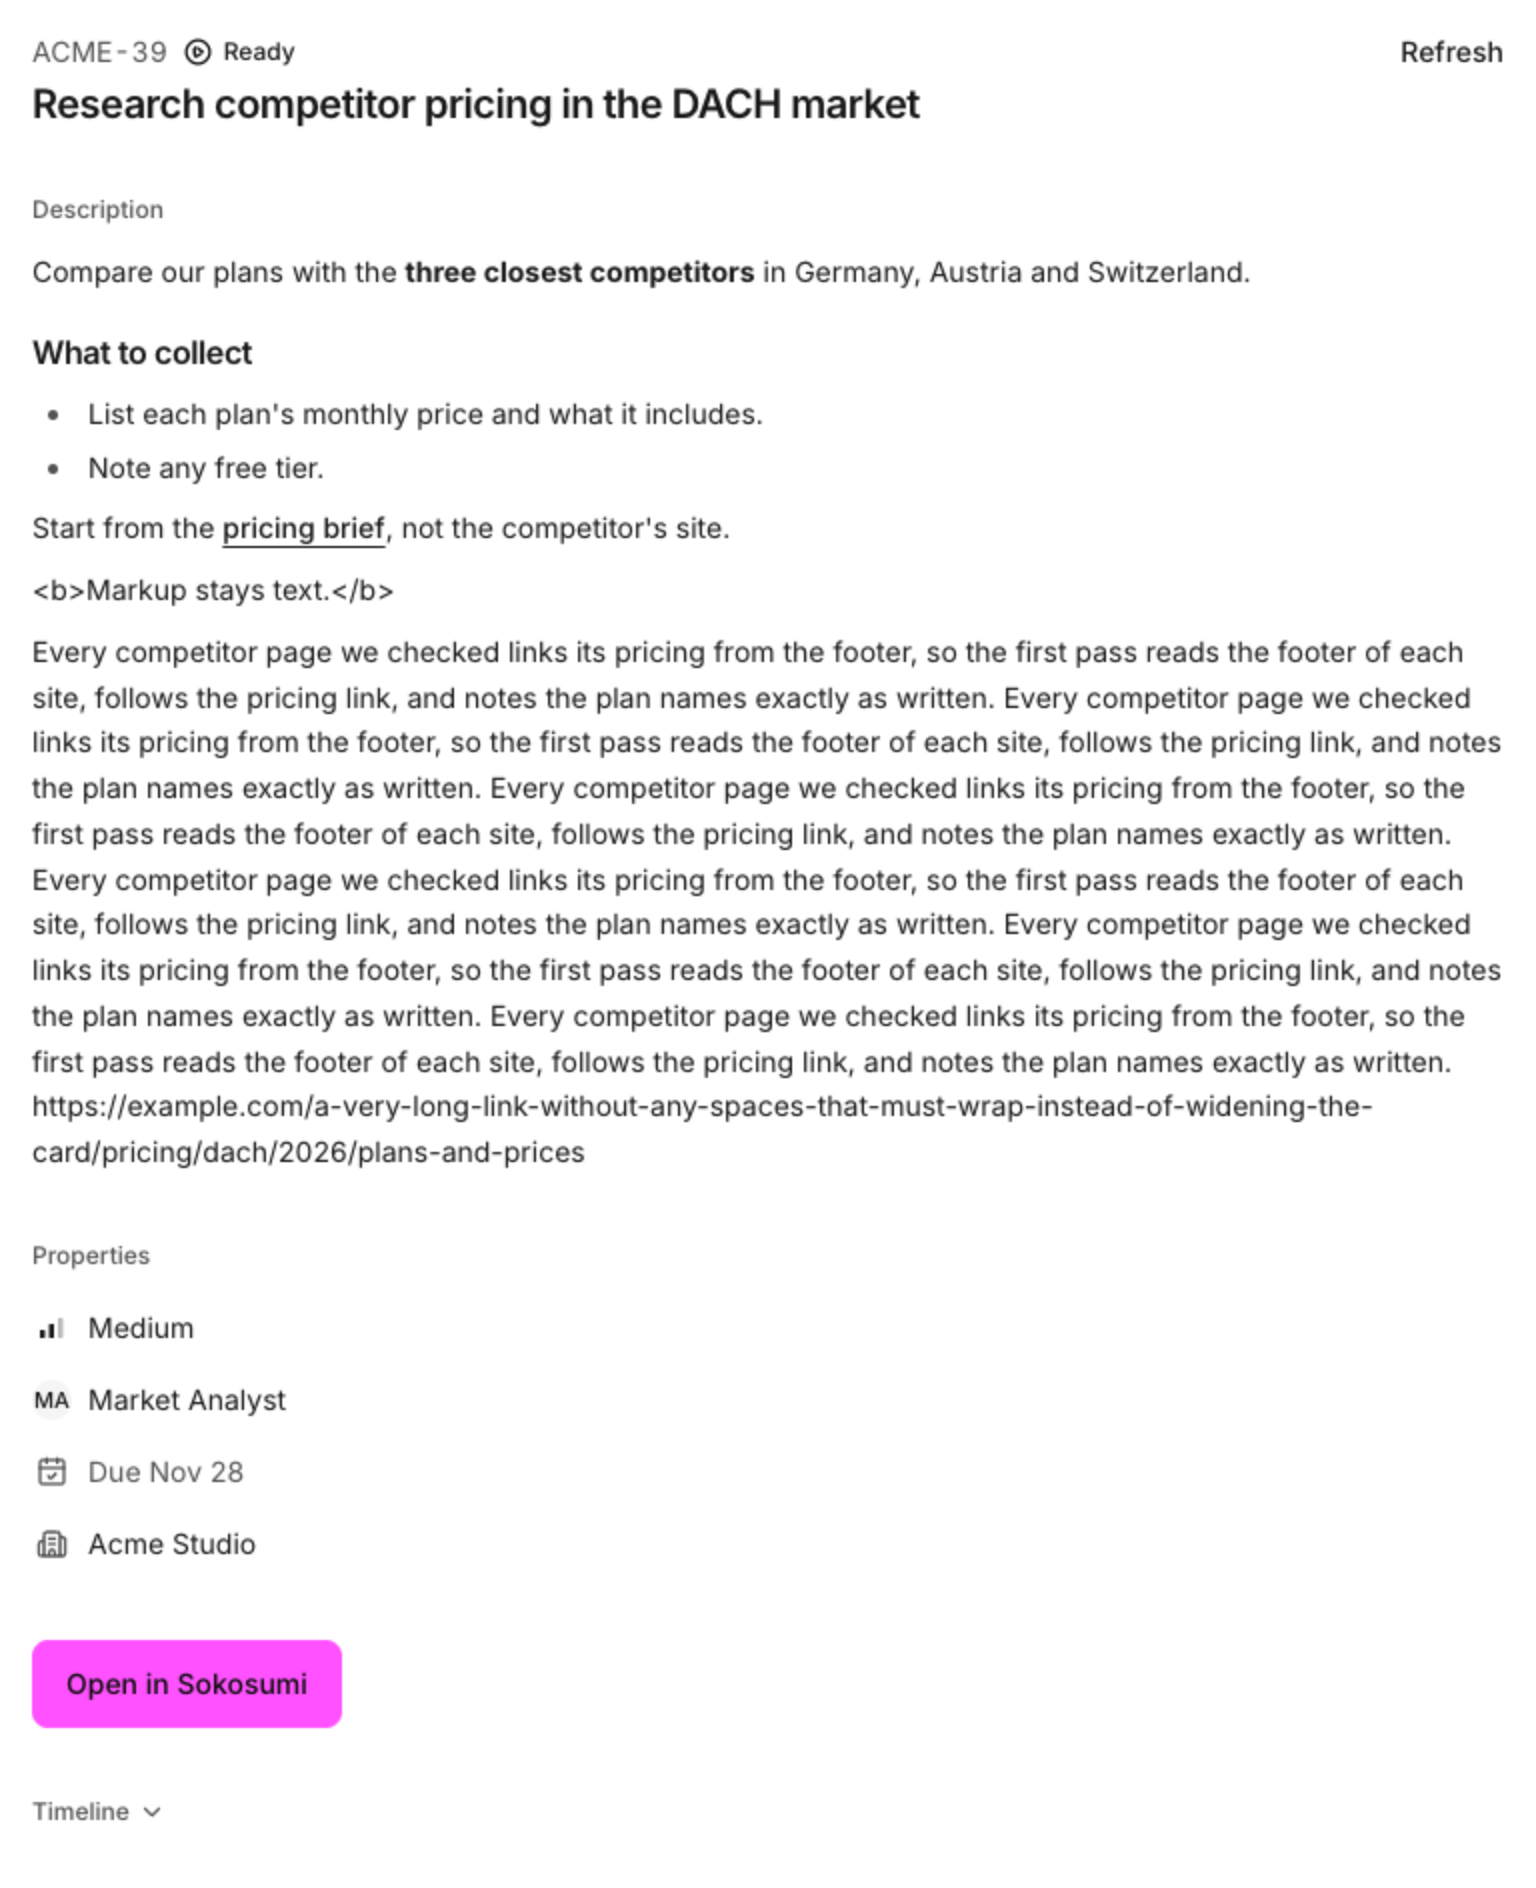 ACME-39 Ready Refresh
Research competitor pricing in the DACH market
Description
Compare our plans with the three closest competitors in Germany, Austria and Switzerland.
What to collect
• List each plan's monthly price and what it includes.
• Note any free tier.
Start from the pricing brief, not the competitor's site.
<b>Markup stays text.</b>
Every competitor page we checked links its pricing from the footer, so the first pass reads the footer of each
site, follows the pricing link, and notes the plan names exactly as written. Every competitor page we checked
links its pricing from the footer, so the first pass reads the footer of each site, follows the pricing link, and notes
the plan names exactly as written. Every competitor page we checked links its pricing from the footer, so the
first pass reads the footer of each site, follows the pricing link, and notes the plan names exactly as written.
Every competitor page we checked links its pricing from the footer, so the first pass reads the footer of each
site, follows the pricing link, and notes the plan names exactly as written. Every competitor page we checked
links its pricing from the footer, so the first pass reads the footer of each site, follows the pricing link, and notes
the plan names exactly as written. Every competitor page we checked links its pricing from the footer, so the
first pass reads the footer of each site, follows the pricing link, and notes the plan names exactly as written.
https://example.com/a-very-long-link-without-any-spaces-that-must-wrap-instead-of-widening-the-
card/pricing/dach/2026/plans-and-prices
Properties
Medium
MA Market Analyst
Due Nov 28
Acme Studio
Open in Sokosumi
Timeline